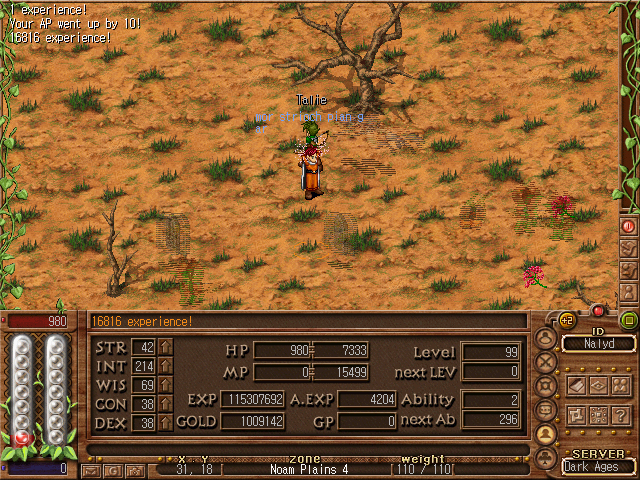 1 experience!
Your AP went up by 10!
16816 experience!
Tallie
980
16816 experience!
STR 42
INT 214
WIS 69
CON 38
DEX 38
HP 980 7333
MP 0 15499
EXP 115307692 A.EXP 4204
GOLD 1009142 GP 0
Level 99
next LEV 0
Ability 2
next Ab 296
+2
ID
Nalyd
?
SERVER
Dark Ages
0
G
x Y zone weight
31, 18 Noam Plains 4 110 / 110